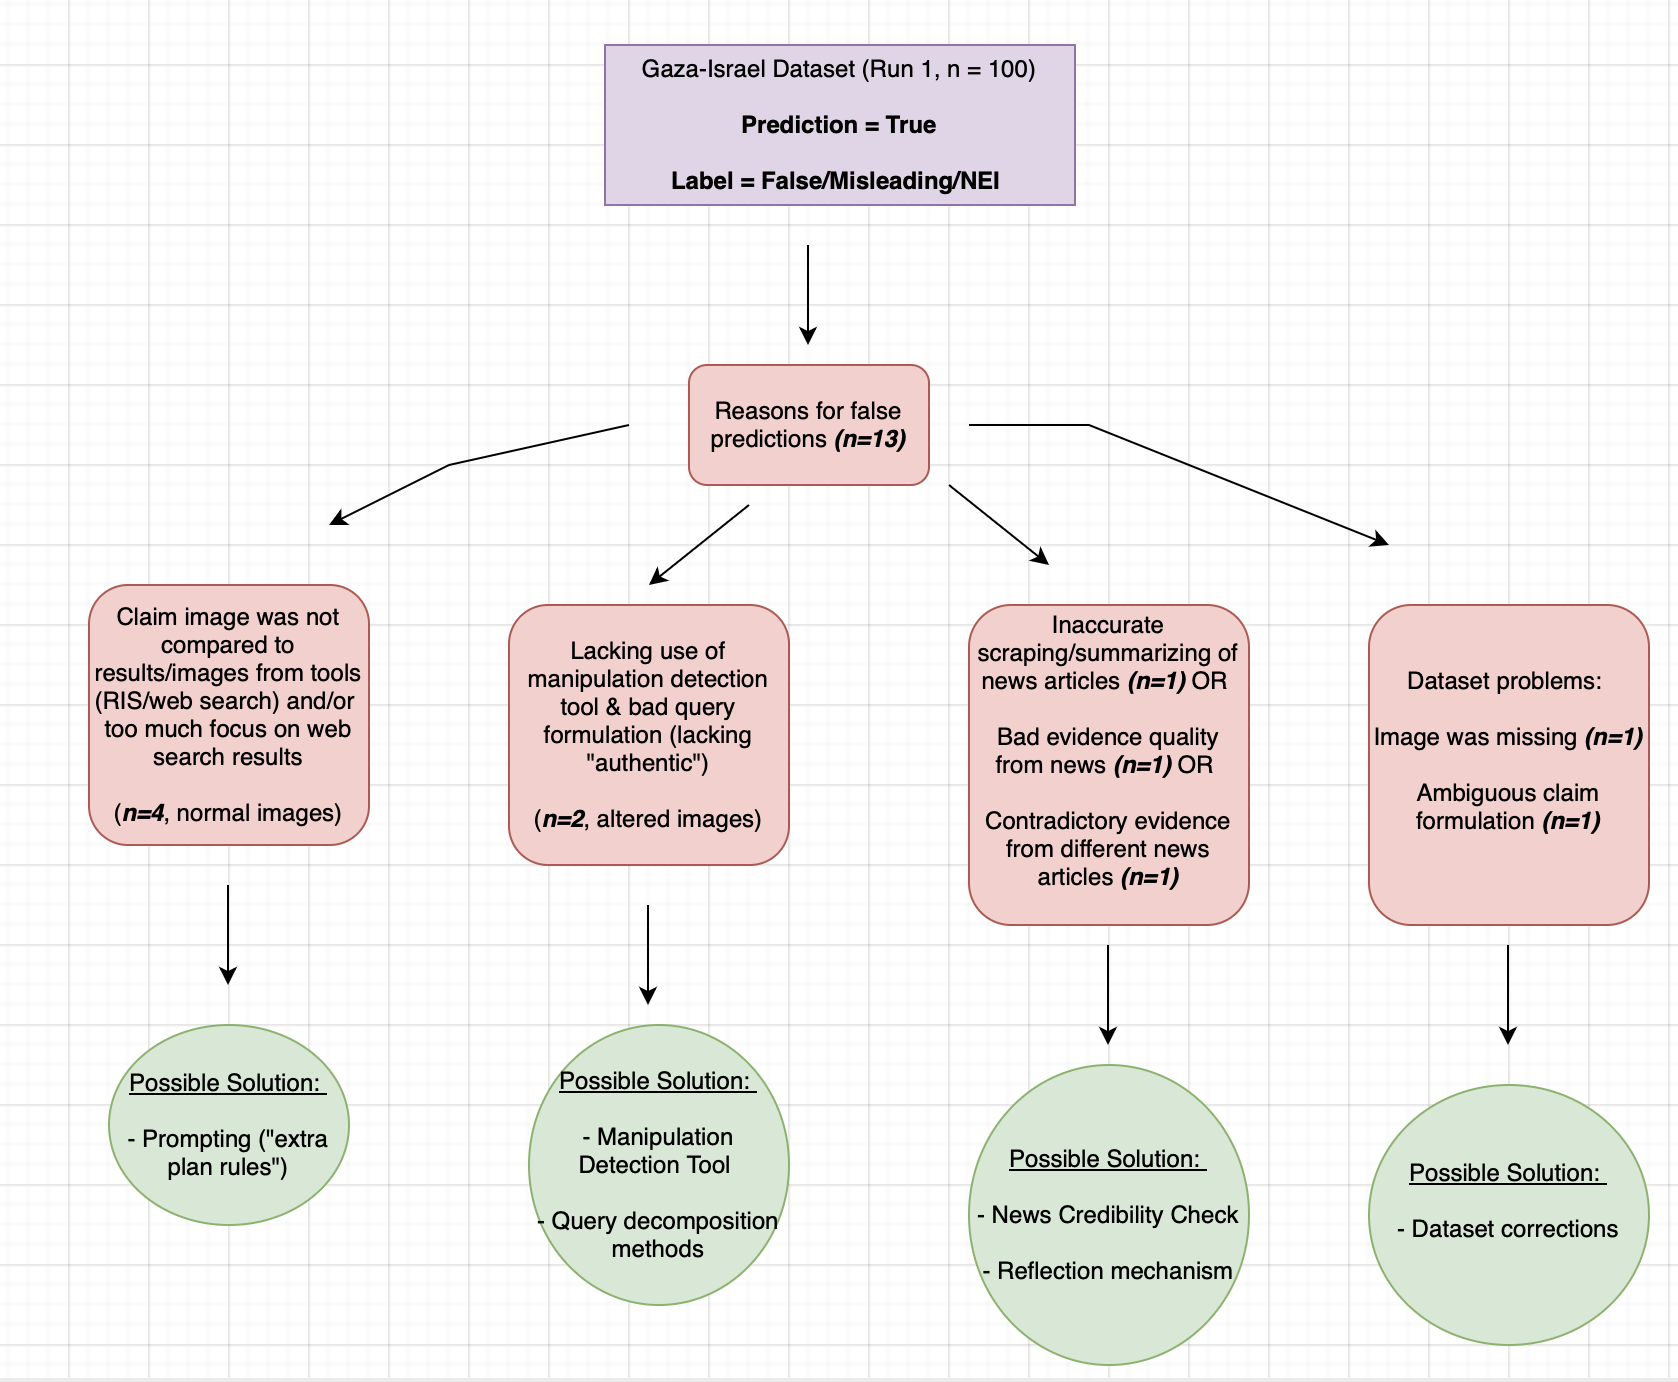 Gaza-Israel Dataset (Run 1, n = 100)
Prediction = True
Label = False/Misleading/NEI
Reasons for false
predictions (n=13)
Claim image was not
compared to
results/images from tools
(RIS/web search) and/or
too much focus on web
search results
(n=4, normal images)
Lacking use of
manipulation detection
tool & bad query
formulation (lacking
"authentic")
(n=2, altered images)
Inaccurate
scraping/summarizing of
news articles (n=1) OR
Bad evidence quality
from news (n=1) OR
Contradictory evidence
from different news
articles (n=1)
Dataset problems:
Image was missing (n=1)
Ambiguous claim
formulation (n=1)
Possible Solution:
- Prompting ("extra
plan rules")
Possible Solution:
- Manipulation
Detection Tool
- Query decomposition
methods
Possible Solution:
- News Credibility Check
- Reflection mechanism
Possible Solution:
- Dataset corrections